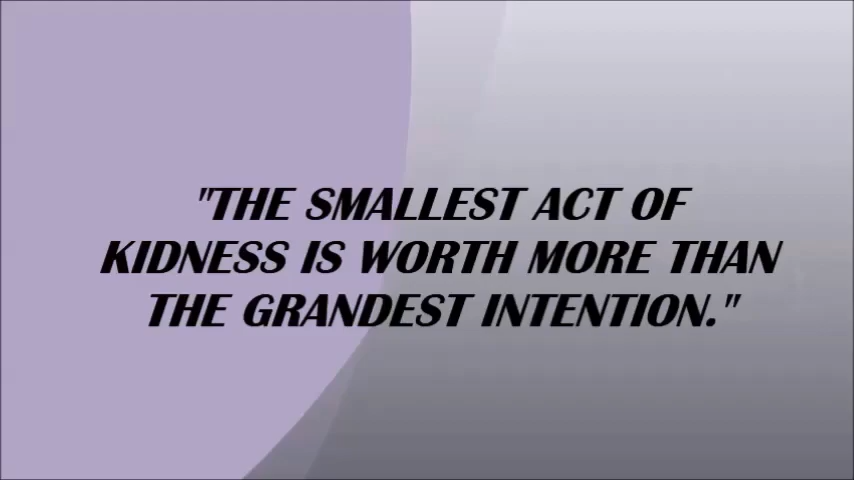 "THE SMALLEST ACT OF
KIDNESS IS WORTH MORE THAN
THE GRANDEST INTENTION."